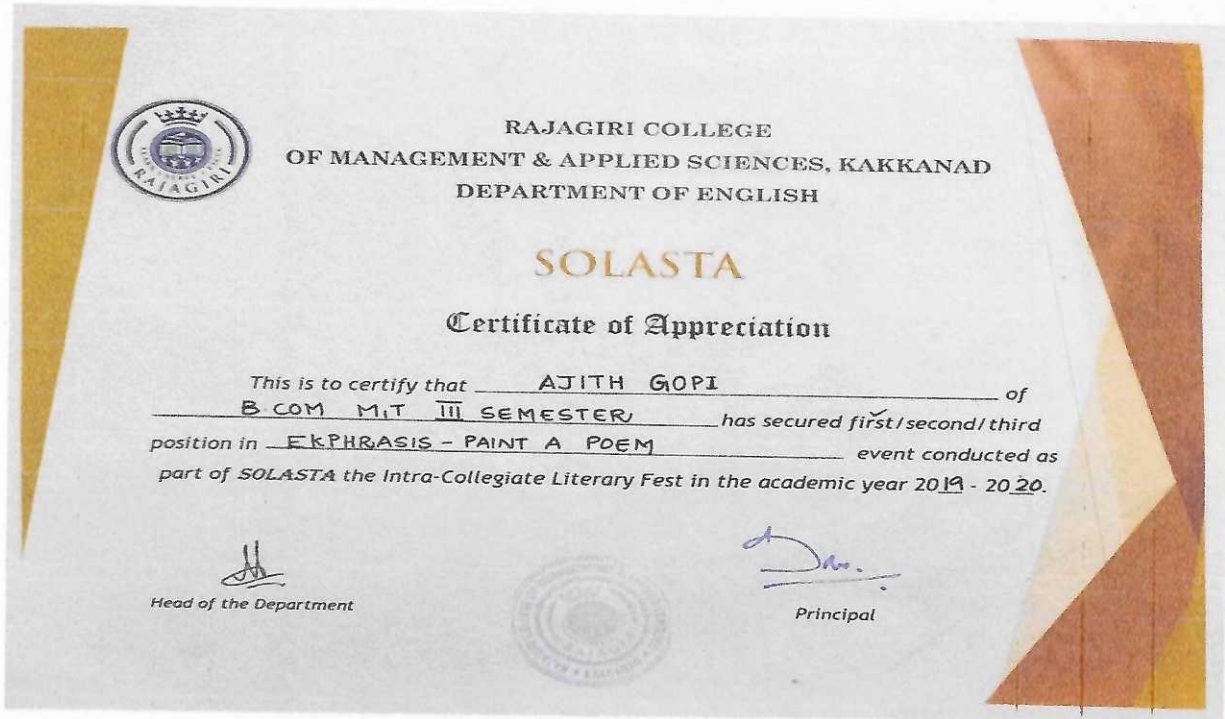 RAJAGIRI
RAJAGIRI COLLEGE
OF MANAGEMENT & APPLIED SCIENCES, KAKKANAD
DEPARTMENT OF ENGLISH
SOLASTA
Certificate of Appreciation
This is to certify that AJITH GOPI of
B.COM MIT III SEMESTER has secured first/second/third
position in EKPHRASIS - PAINT A POEM event conducted as
part of SOLASTA the Intra-Collegiate Literary Fest in the academic year 2019 - 2020.
Head of the Department
Principal